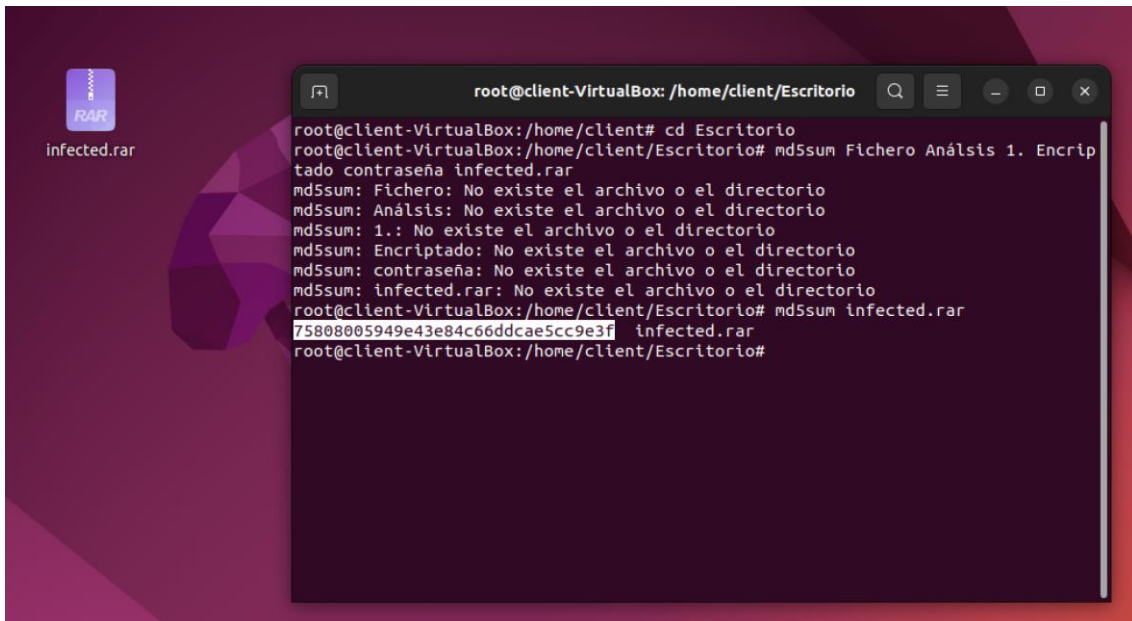 RAR
infected.rar
root@client-VirtualBox: /home/client/Escritorio
root@client-VirtualBox:/home/client# cd Escritorio
root@client-VirtualBox:/home/client/Escritorio# md5sum Fichero Análsis 1. Encrip
tado contraseña infected.rar
md5sum: Fichero: No existe el archivo o el directorio
md5sum: Análsis: No existe el archivo o el directorio
md5sum: 1.: No existe el archivo o el directorio
md5sum: Encriptado: No existe el archivo o el directorio
md5sum: contraseña: No existe el archivo o el directorio
md5sum: infected.rar: No existe el archivo o el directorio
root@client-VirtualBox:/home/client/Escritorio# md5sum infected.rar
75808005949e43e84c66ddcae5cc9e3f  infected.rar
root@client-VirtualBox:/home/client/Escritorio#